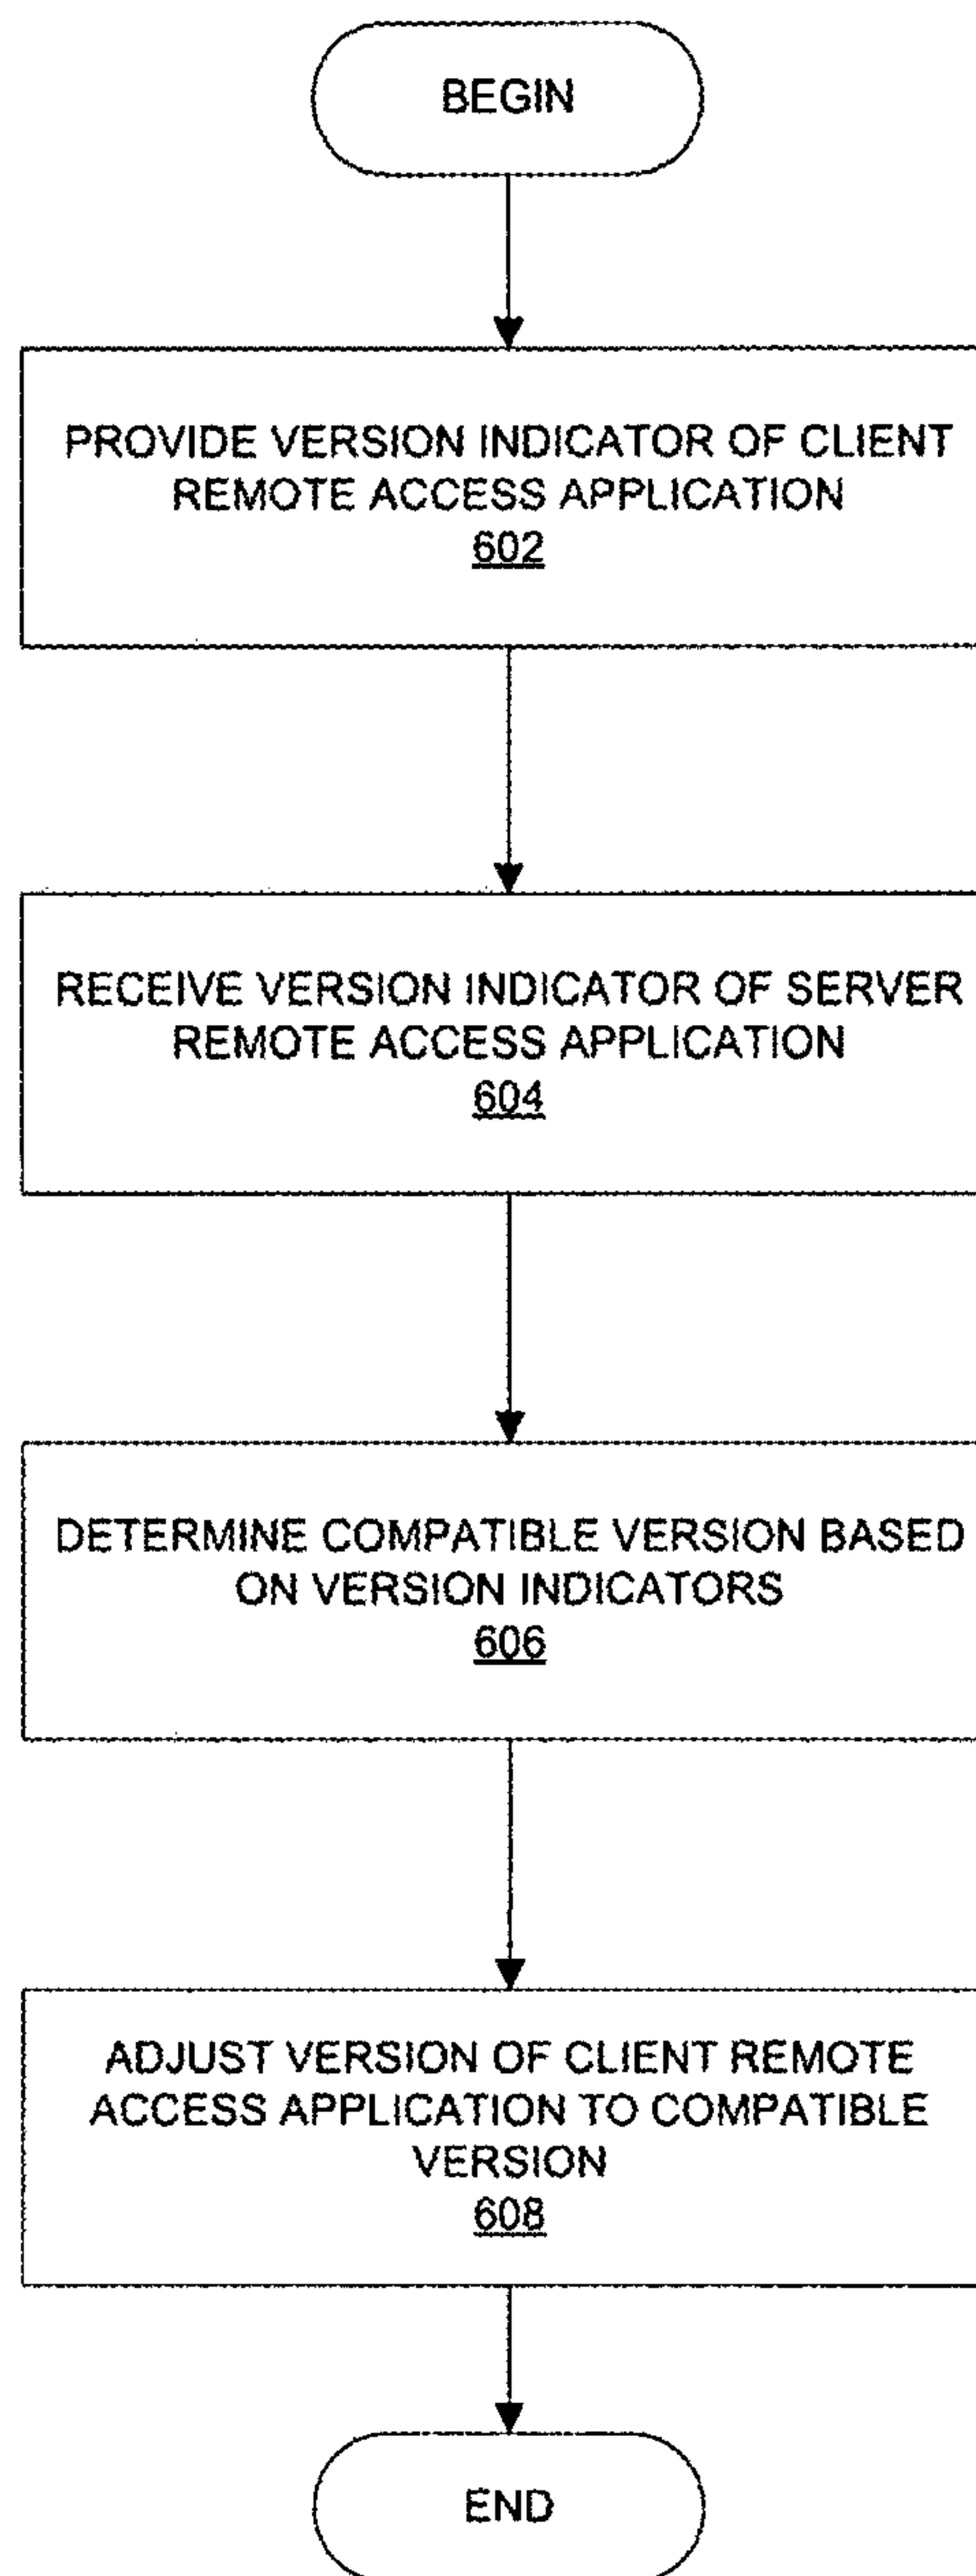 BEGIN
PROVIDE VERSION INDICATOR OF CLIENT
REMOTE ACCESS APPLICATION
602
RECEIVE VERSION INDICATOR OF SERVER
REMOTE ACCESS APPLICATION
604
DETERMINE COMPATIBLE VERSION BASED
ON VERSION INDICATORS
606
ADJUST VERSION OF CLIENT REMOTE
ACCESS APPLICATION TO COMPATIBLE
VERSION
608
END